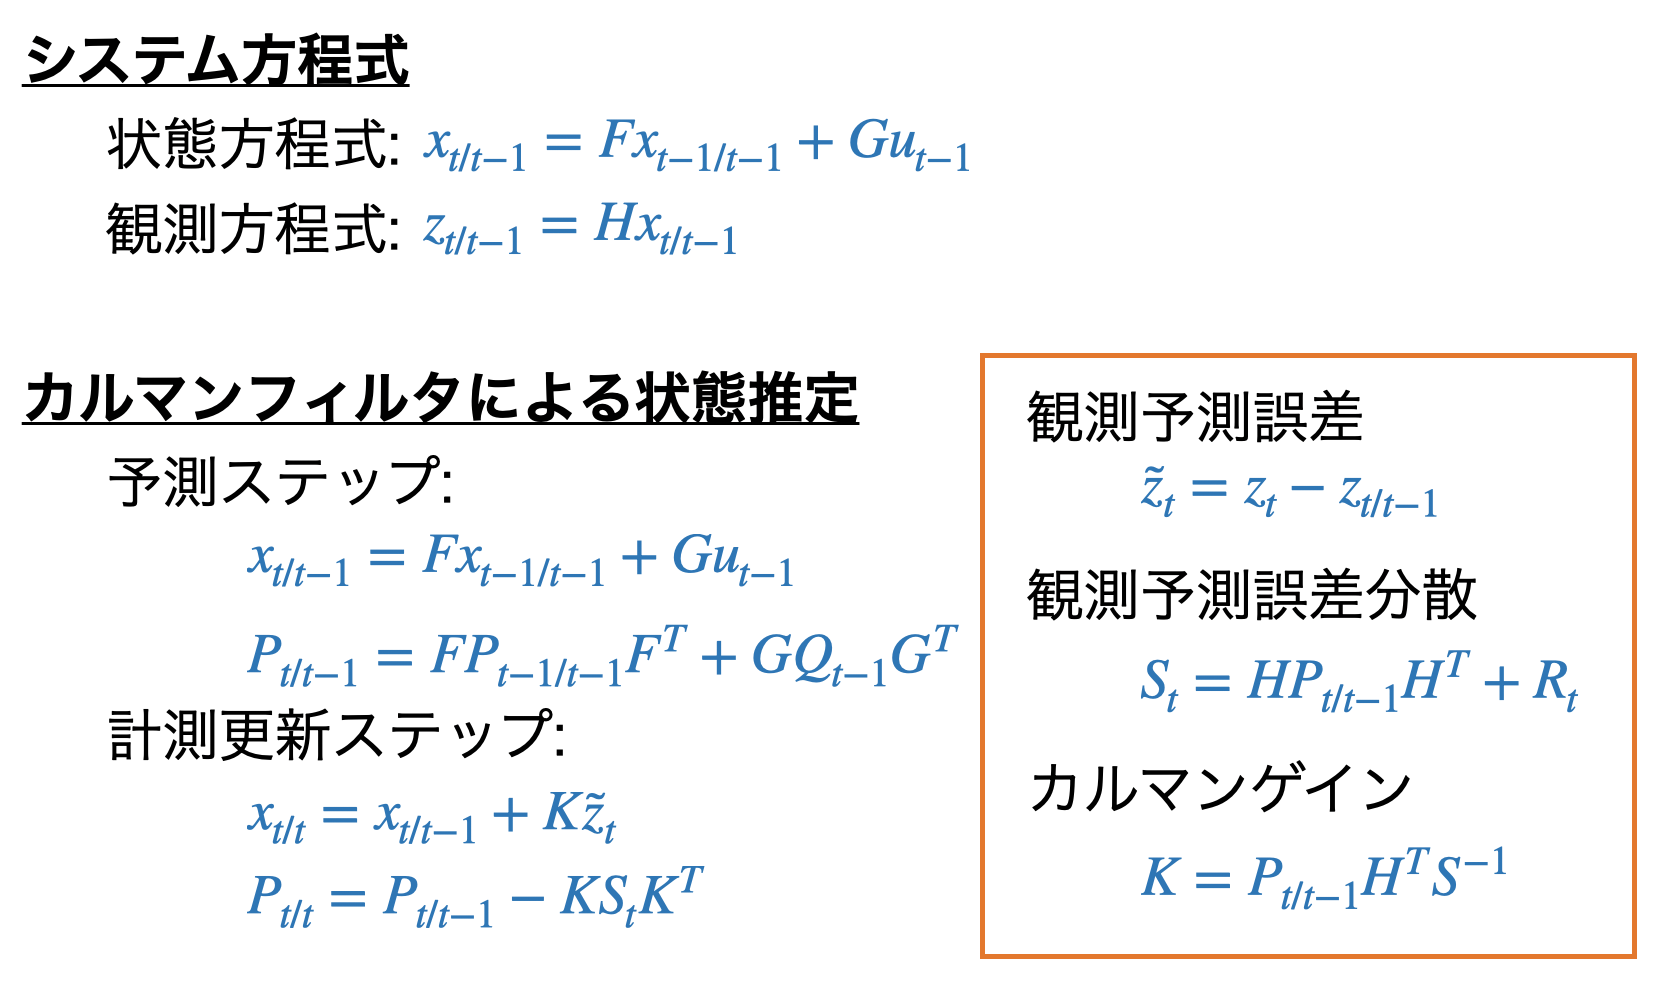 システム方程式
状態方程式: x_{t/t−1} = Fx_{t−1/t−1} + Gu_{t−1}
観測方程式: z_{t/t−1} = Hx_{t/t−1}
カルマンフィルタによる状態推定
予測ステップ:
x_{t/t−1} = Fx_{t−1/t−1} + Gu_{t−1}
P_{t/t−1} = FP_{t−1/t−1}F^T + GQ_{t−1}G^T
計測更新ステップ:
x_{t/t} = x_{t/t−1} + Kz̃_t
P_{t/t} = P_{t/t−1} − KS_tK^T
観測予測誤差
z̃_t = z_t − z_{t/t−1}
観測予測誤差分散
S_t = HP_{t/t−1}H^T + R_t
カルマンゲイン
K = P_{t/t−1}H^TS^{−1}